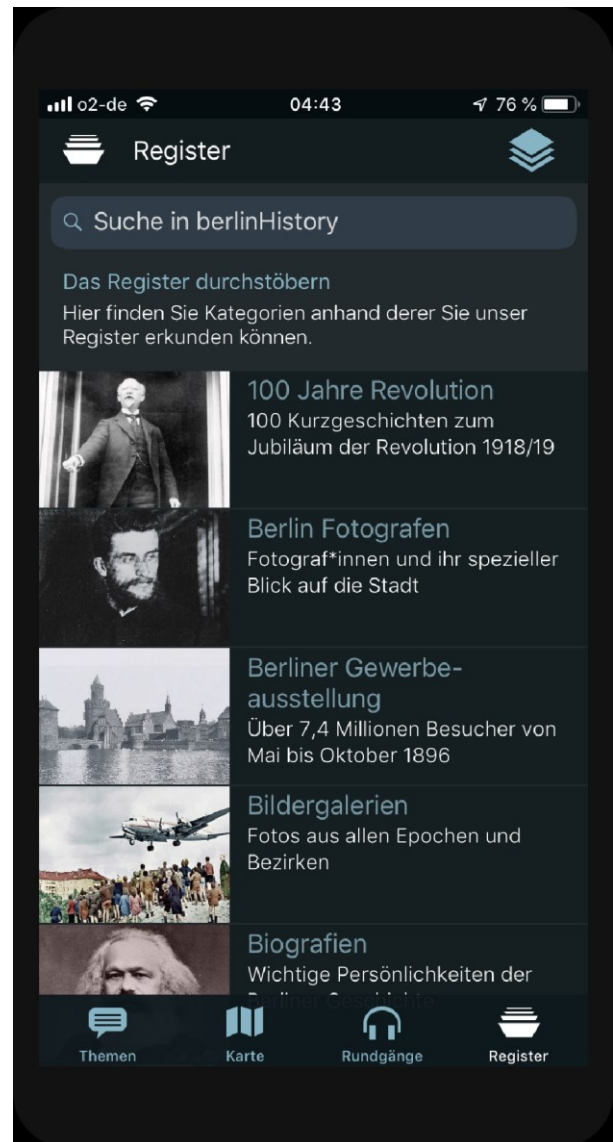 o2-de 04:43 76 %
Register
Suche in berlinHistory
Das Register durchstöbern
Hier finden Sie Kategorien anhand derer Sie unser
Register erkunden können.
100 Jahre Revolution
100 Kurzgeschichten zum
Jubiläum der Revolution 1918/19
Berlin Fotografen
Fotograf*innen und ihr spezieller
Blick auf die Stadt
Berliner Gewerbe-
ausstellung
Über 7,4 Millionen Besucher von
Mai bis Oktober 1896
Bildergalerien
Fotos aus allen Epochen und
Bezirken
Biografien
Wichtige Persönlichkeiten der
Berliner Geschichte
Themen Karte Rundgänge Register